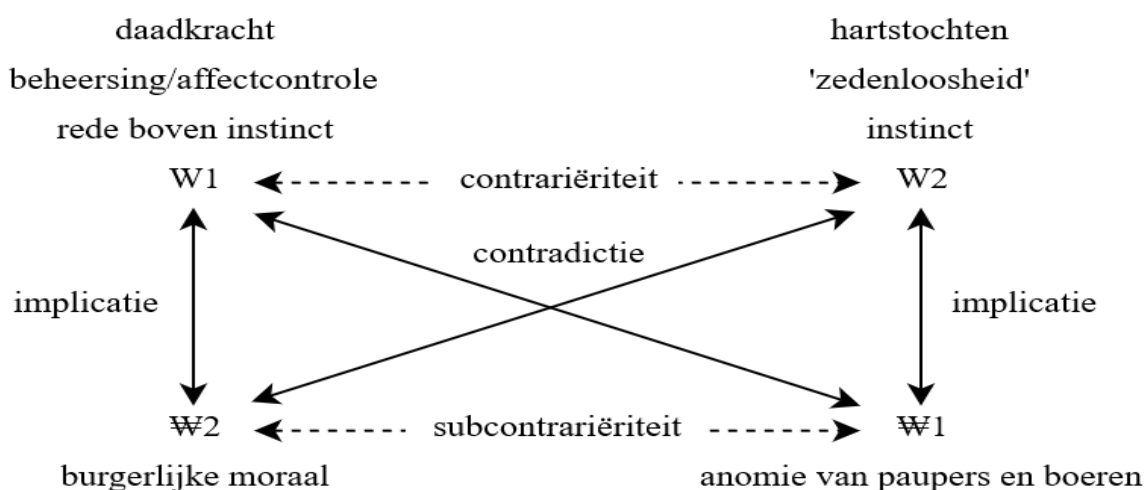 daadkracht
hartstochten
beheersing/affectcontrole
'zedenloosheid'
rede boven instinct
instinct
W1
contrariëriteit
W2
contradictie
implicatie
implicatie
W̶2
subcontrariëriteit
W̶1
burgerlijke moraal
anomie van paupers en boeren